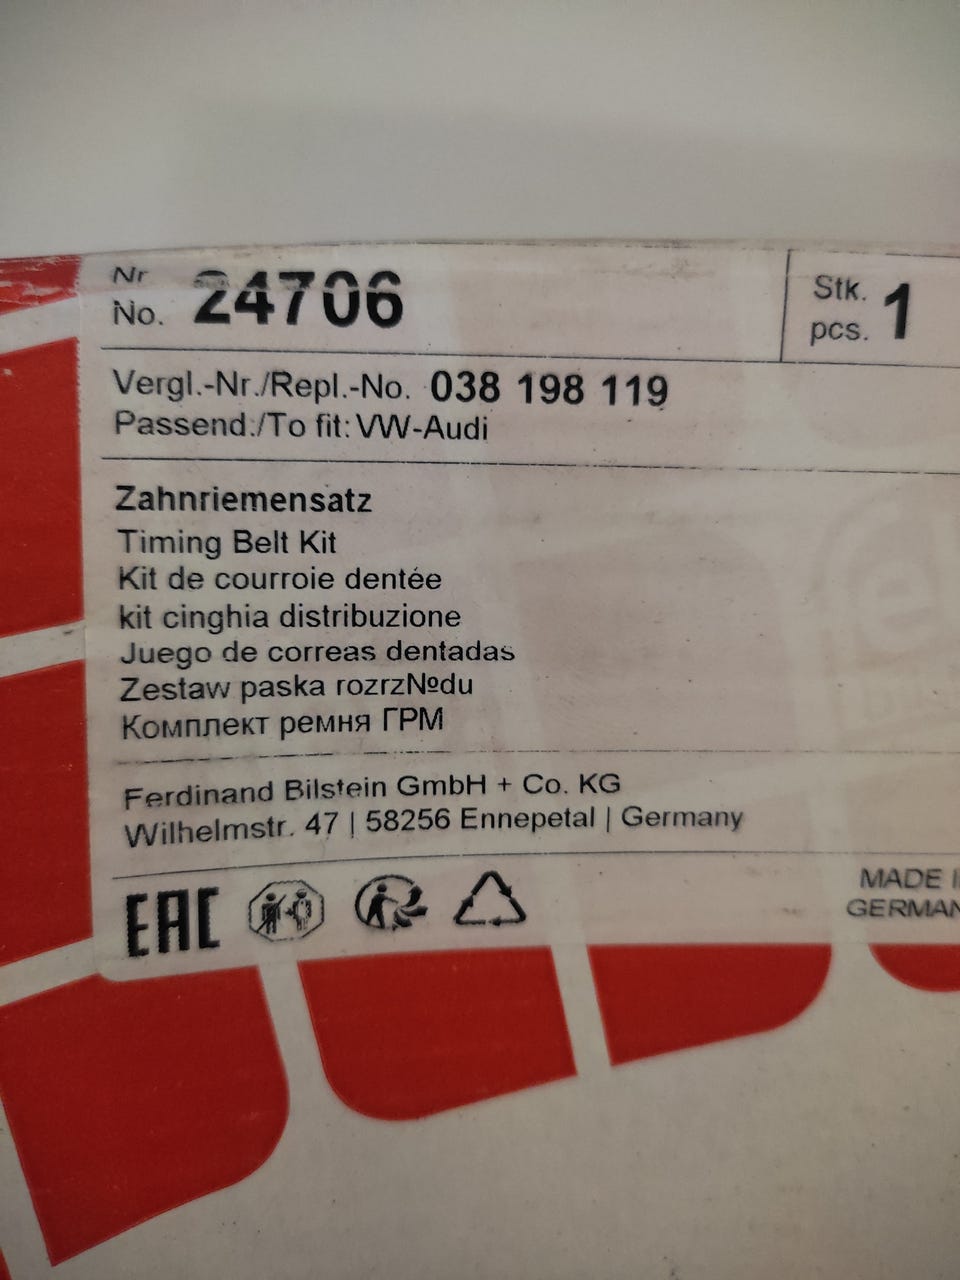 Nr
No. 24706
Stk.
pcs. 1
Vergl.-Nr./Repl.-No. 038 198 119
Passend:/To fit: VW-Audi
Zahnriemensatz
Timing Belt Kit
Kit de courroie dentée
kit cinghia distribuzione
Juego de correas dentadas
Zestaw paska rozrz№du
Комплект ремня ГРМ
Ferdinand Bilstein GmbH + Co. KG
Wilhelmstr. 47 | 58256 Ennepetal | Germany
EAC
MADE I
GERMAN